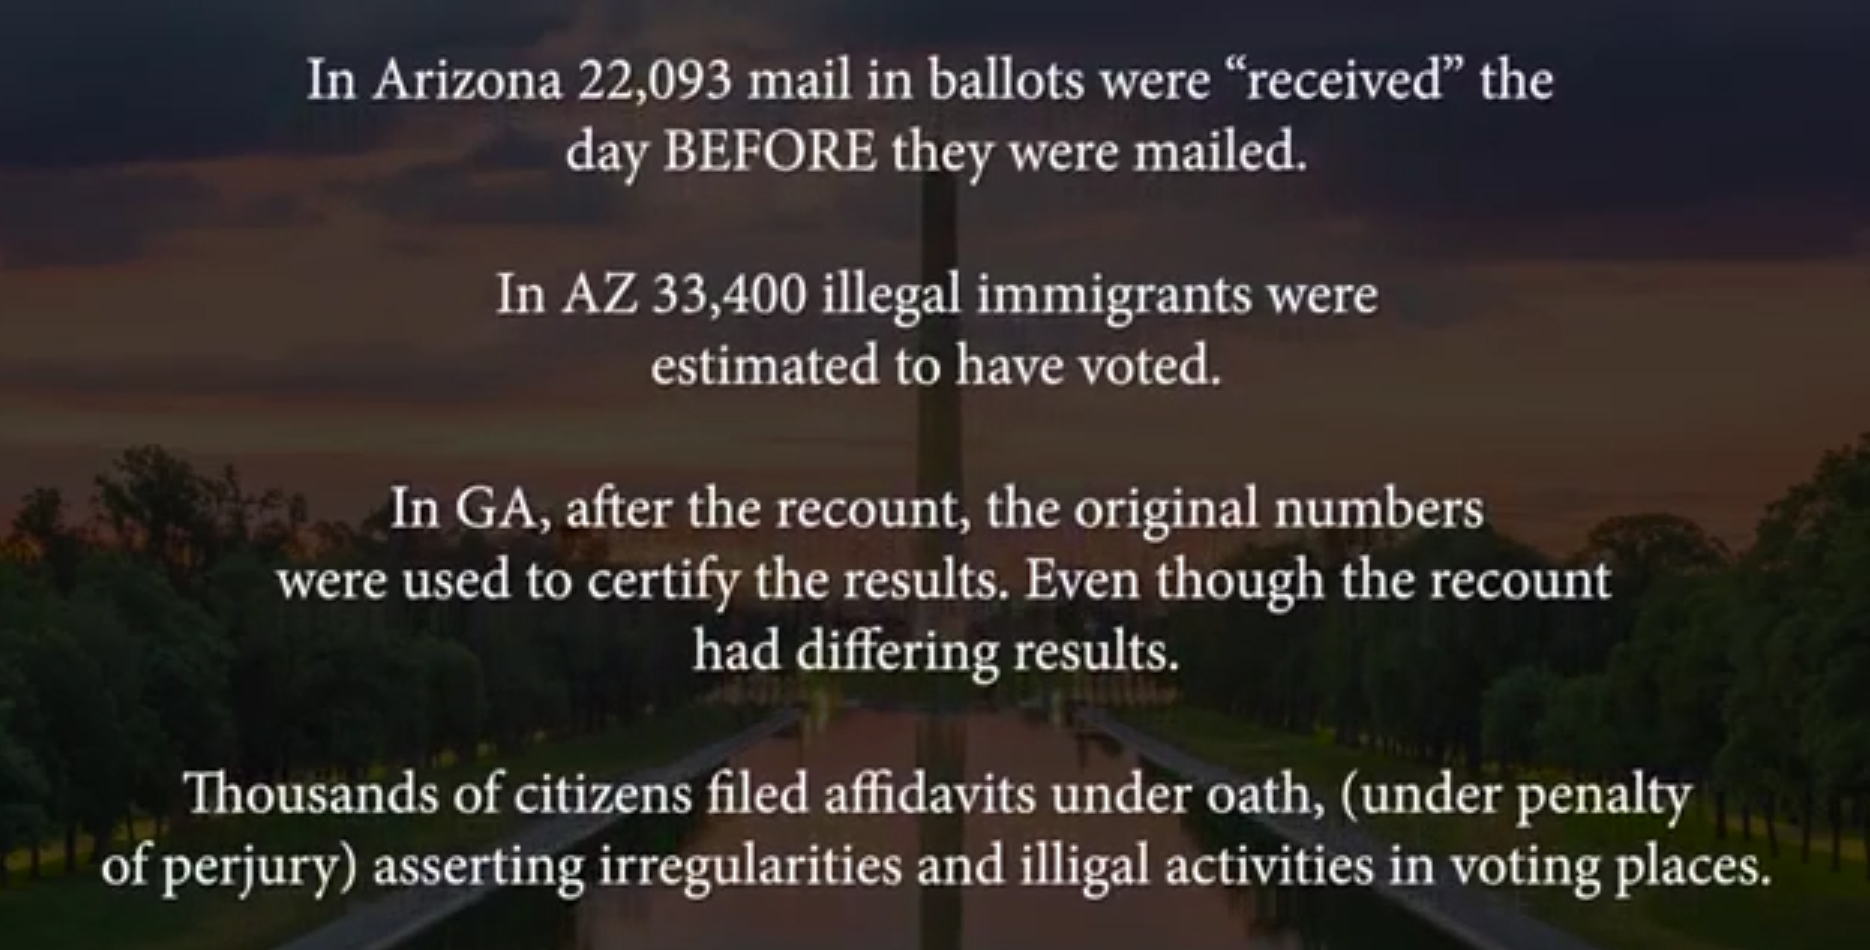 In Arizona 22,093 mail in ballots were “received” the
day BEFORE they were mailed.
In AZ 33,400 illegal immigrants were
estimated to have voted.
In GA, after the recount, the original numbers
were used to certify the results. Even though the recount
had differing results.
Thousands of citizens filed affidavits under oath, (under penalty
of perjury) asserting irregularities and illigal activities in voting places.